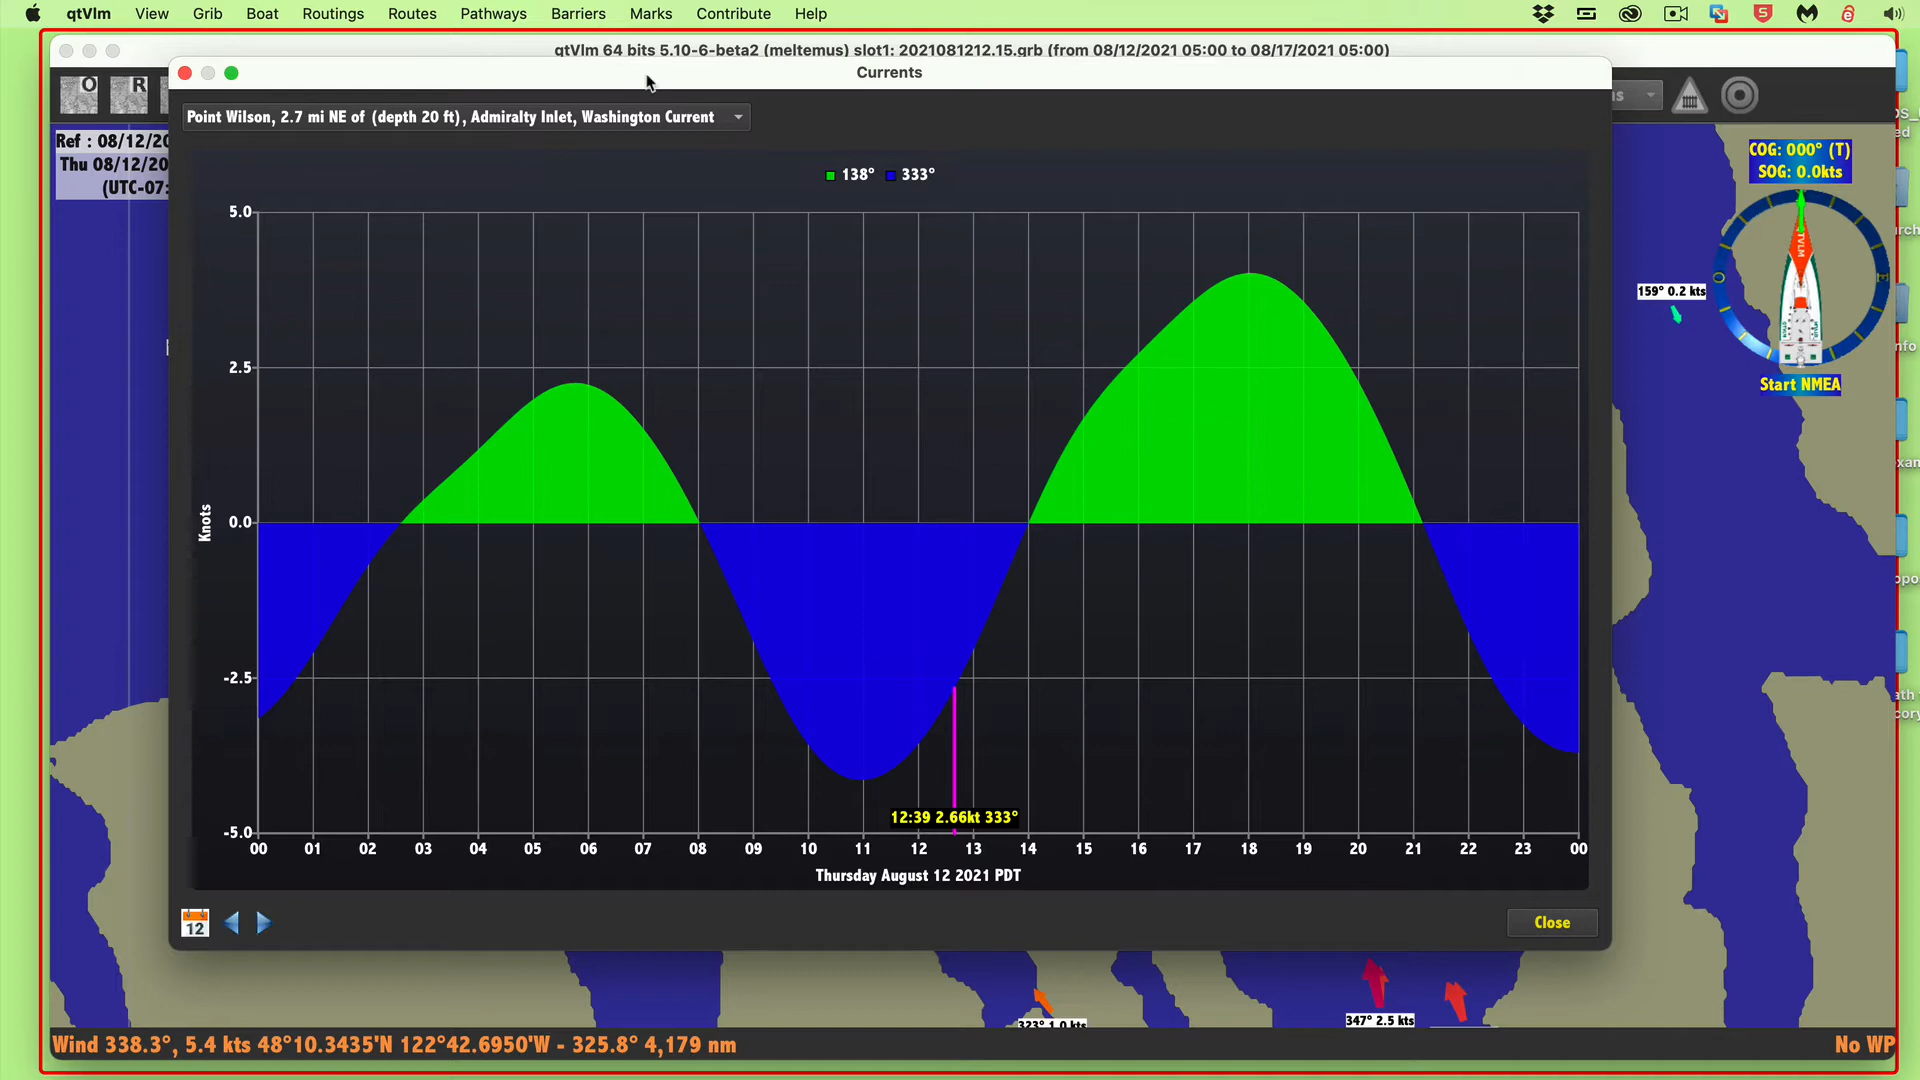 qtVlm View Grib Boat Routings Routes Pathways Barriers Marks Contribute Help
qtVlm 64 bits 5.10-6-beta2 (meltemus) slot1: 2021081212.15.grb (from 08/12/2021 05:00 to 08/17/2021 05:00)
Currents
O R
Point Wilson, 2.7 mi NE of (depth 20 ft), Admiralty Inlet, Washington Current
Ref : 08/12/20
Thu 08/12/20
(UTC-07:
138° 333°
COG: 000° (T)
SOG: 0.0kts
159° 0.2 kts
Start NMEA
5.0
2.5
0.0
-2.5
-5.0
Knots
12:39 2.66kt 333°
00 01 02 03 04 05 06 07 08 09 10 11 12 13 14 15 16 17 18 19 20 21 22 23 00
Thursday August 12 2021 PDT
12
Close
323° 1.0 kts
347° 2.5 kts
Wind 338.3°, 5.4 kts 48°10.3435'N 122°42.6950'W - 325.8° 4,179 nm
No WP